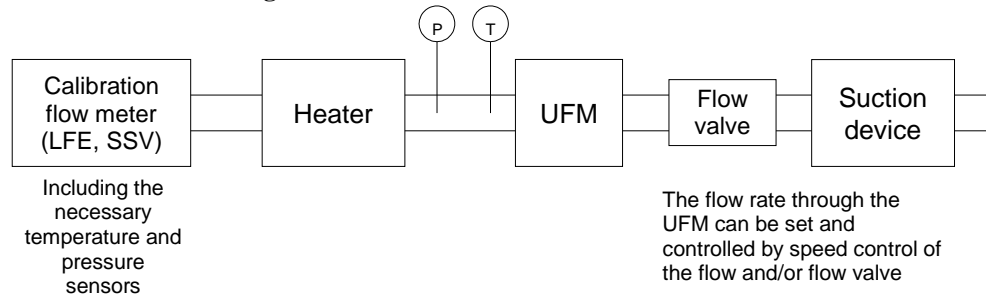 P T
Calibration
flow meter
(LFE, SSV)
Heater
UFM
Flow
valve
Suction
device
Including the
necessary
temperature and
pressure
sensors
The flow rate through the
UFM can be set and
controlled by speed control of
the flow and/or flow valve